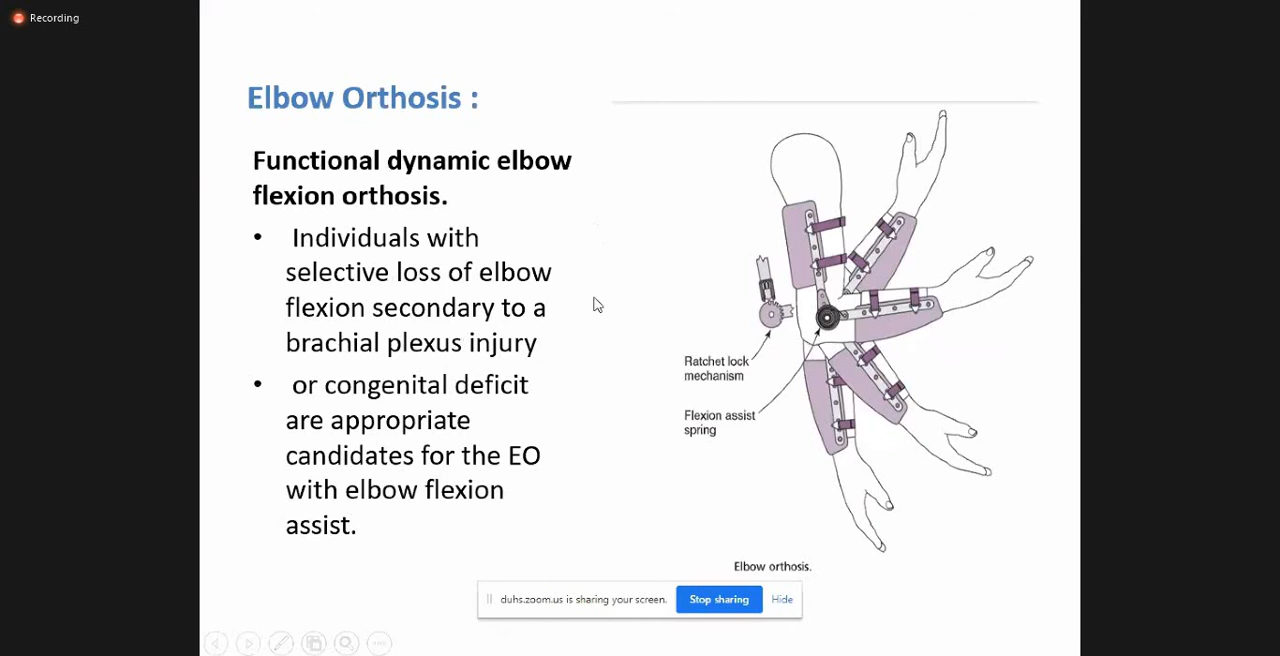 Recording
Elbow Orthosis :
Functional dynamic elbow
flexion orthosis.
• Individuals with
selective loss of elbow
flexion secondary to a
brachial plexus injury
• or congenital deficit
are appropriate
candidates for the EO
with elbow flexion
assist.
Ratchet lock
mechanism
Flexion assist
spring
Elbow orthosis.
duhs.zoom.us is sharing your screen.
Stop sharing
Hide